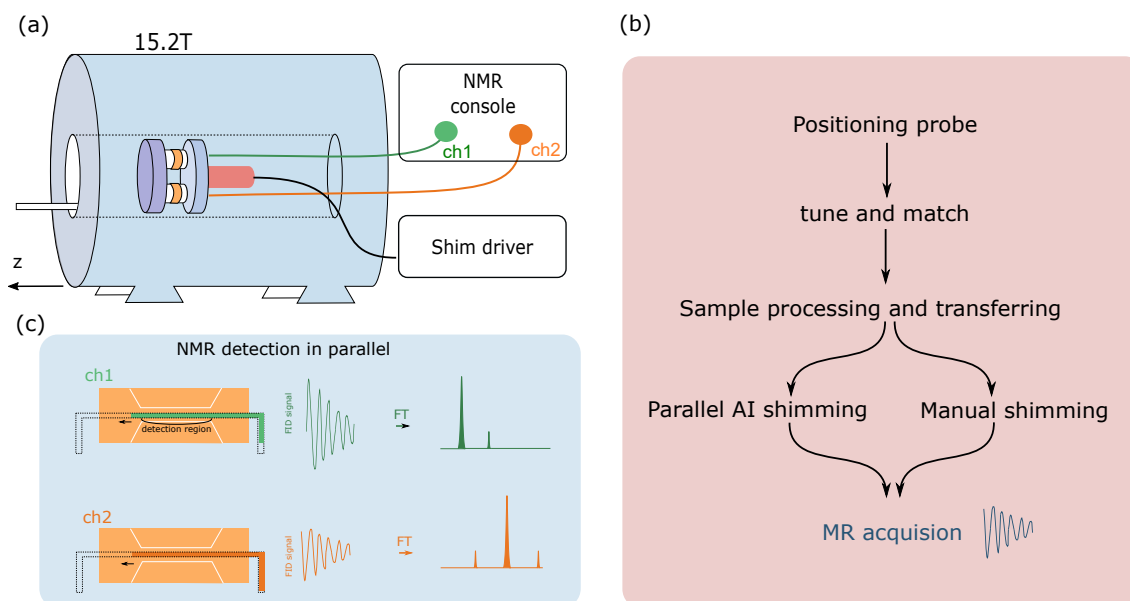 (a)
15.2T
NMR
console
ch1
ch2
Shim driver
z
(b)
Positioning probe
tune and match
Sample processing and transferring
Parallel AI shimming
Manual shimming
MR acquision
(c)
NMR detection in parallel
ch1
detection region
FID signal
FT
ch2
FID signal
FT